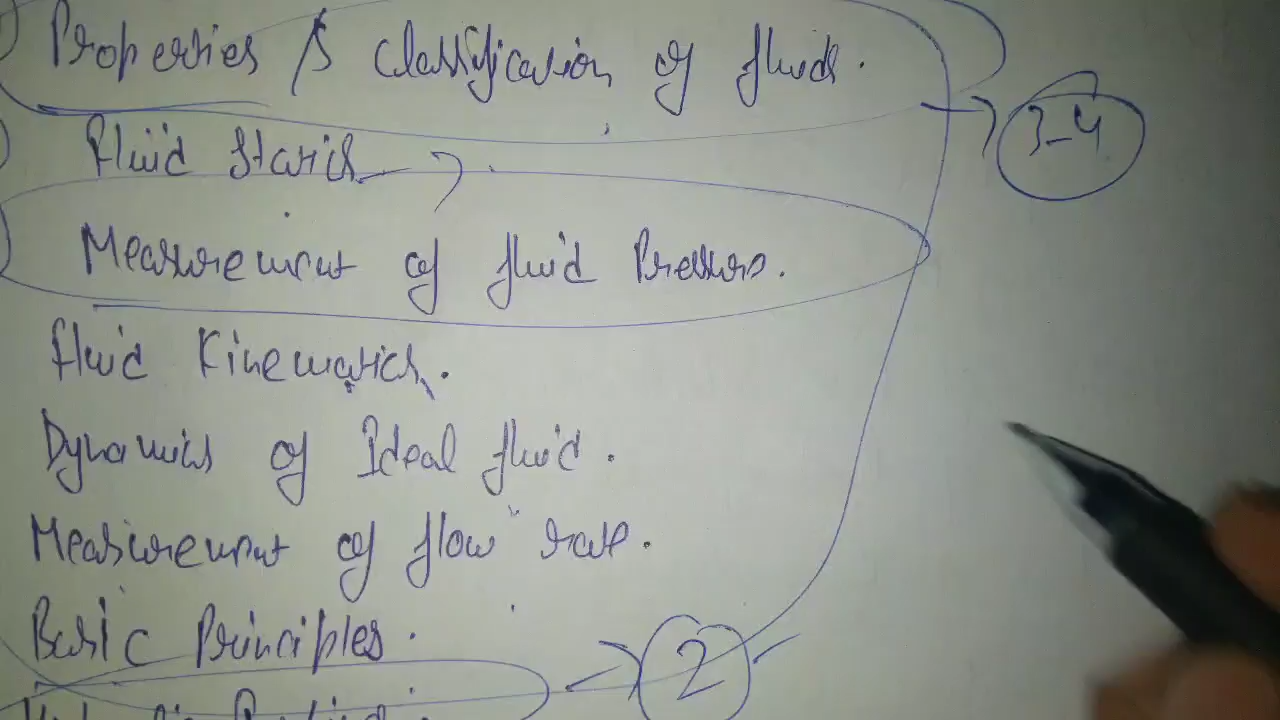 Properties & Classification of fluids.
3-4
Fluid Statics
Measurement of fluid Pressure.
Fluid Kinematics.
Dynamics of Ideal fluid.
Measurement of flow rate.
Basic Principles.
2